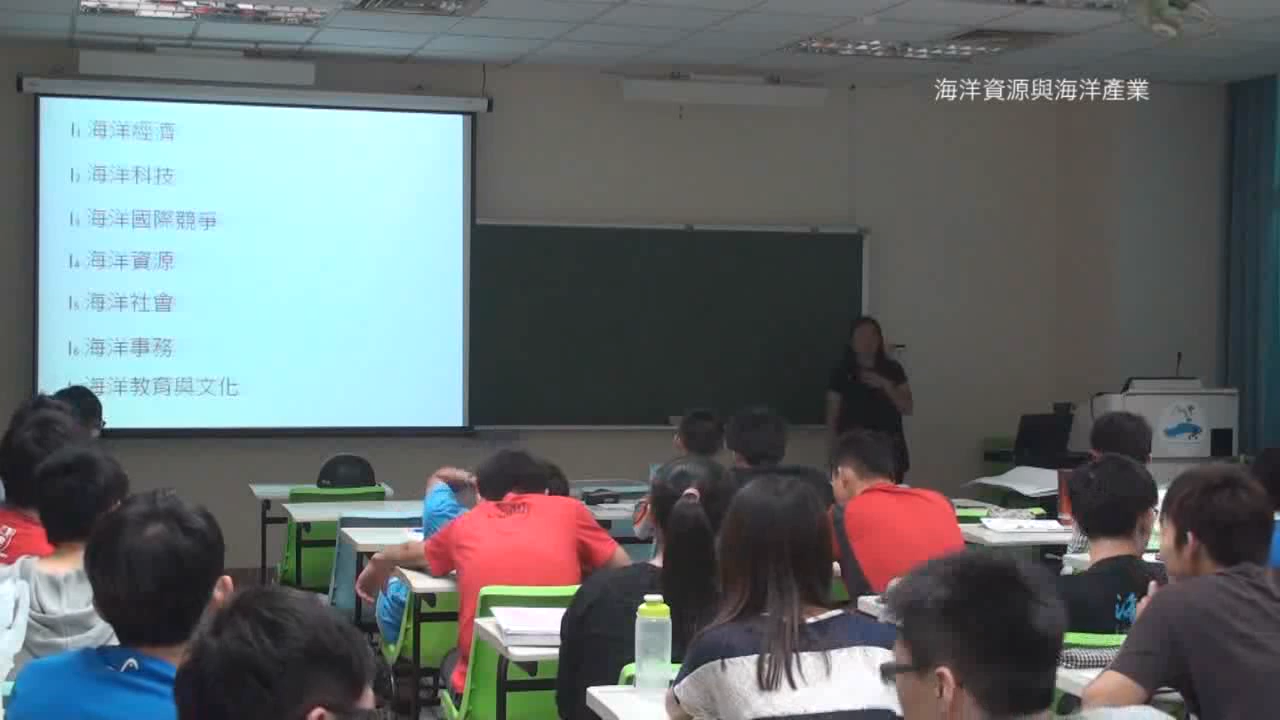 海洋資源與海洋產業
1. 海洋經濟
2. 海洋科技
3. 海洋國際競爭
4. 海洋資源
5. 海洋社會
6. 海洋事務
海洋教育與文化
海